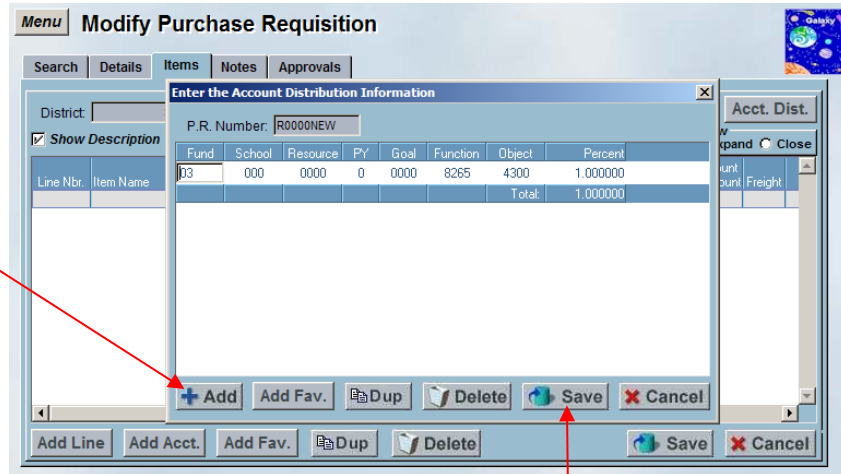 Menu Modify Purchase Requisition
Galaxy
Search Details Items Notes Approvals
Enter the Account Distribution Information
District:
Acct. Dist.
P.R. Number: R0000NEW
Show Description
xpand Close
Fund School Resource PY Goal Function Object Percent
03 000 0000 0 0000 8265 4300 1.000000
Total: 1.000000
Line Nbr. Item Name
Freight
Add Add Fav. Dup Delete Save Cancel
Add Line Add Acct. Add Fav. Dup Delete Save Cancel